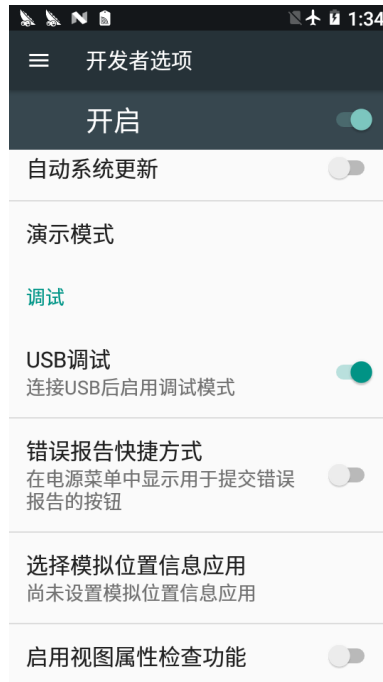 1:34
开发者选项
开启
自动系统更新
演示模式
调试
USB调试
连接USB后启用调试模式
错误报告快捷方式
在电源菜单中显示用于提交错误
报告的按钮
选择模拟位置信息应用
尚未设置模拟位置信息应用
启用视图属性检查功能